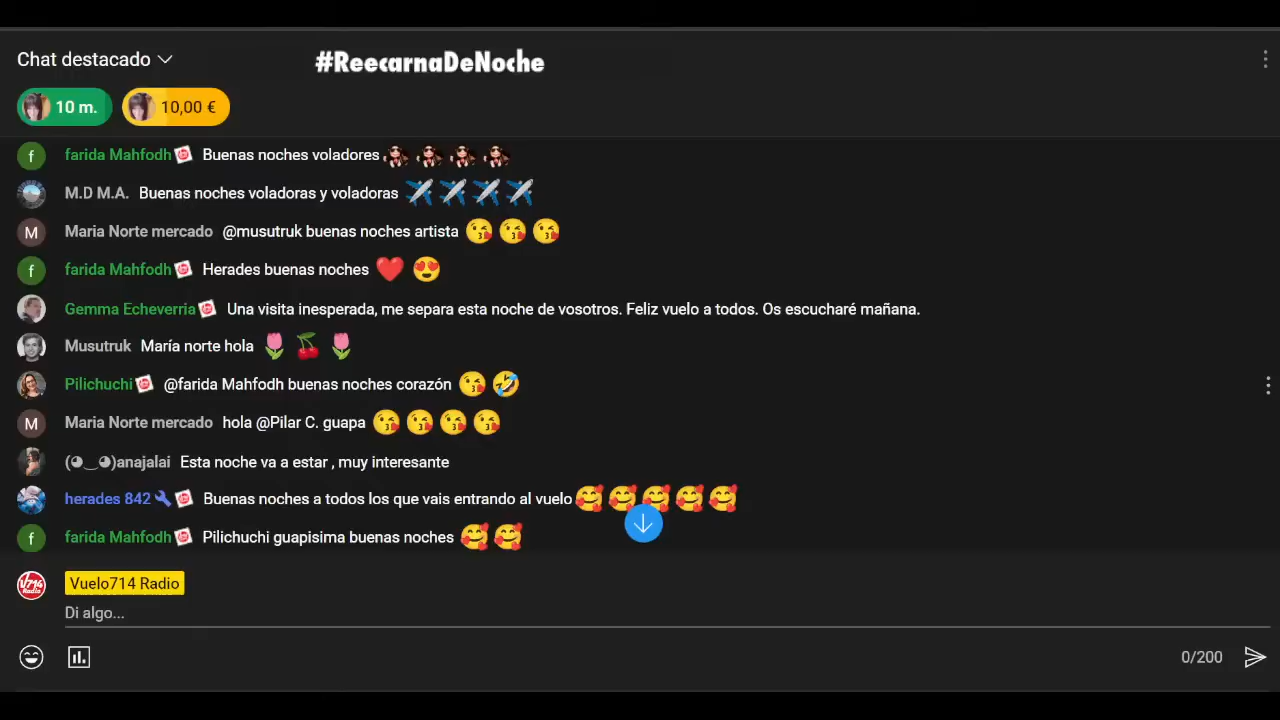 Chat destacado
#ReecarnaDeNoche
10 m.
10,00 €
f farida Mahfodh Buenas noches voladores
M.D M.A. Buenas noches voladoras y voladoras ✈️✈️✈️✈️
M Maria Norte mercado @musutruk buenas noches artista 😘😘😘
f farida Mahfodh Herades buenas noches ❤️😍
Gemma Echeverria Una visita inesperada, me separa esta noche de vosotros. Feliz vuelo a todos. Os escucharé mañana.
Musutruk María norte hola 🌷🍒🌷
Pilichuchi @farida Mahfodh buenas noches corazón 😘🤣
M Maria Norte mercado hola @Pilar C. guapa 😘😘😘😘
(◕‿◕)anajalai Esta noche va a estar , muy interesante
herades 842 Buenas noches a todos los que vais entrando al vuelo 🥰🥰🥰🥰🥰
f farida Mahfodh Pilichuchi guapisima buenas noches 🥰🥰
V714 Radio
Vuelo714 Radio
Di algo...
0/200